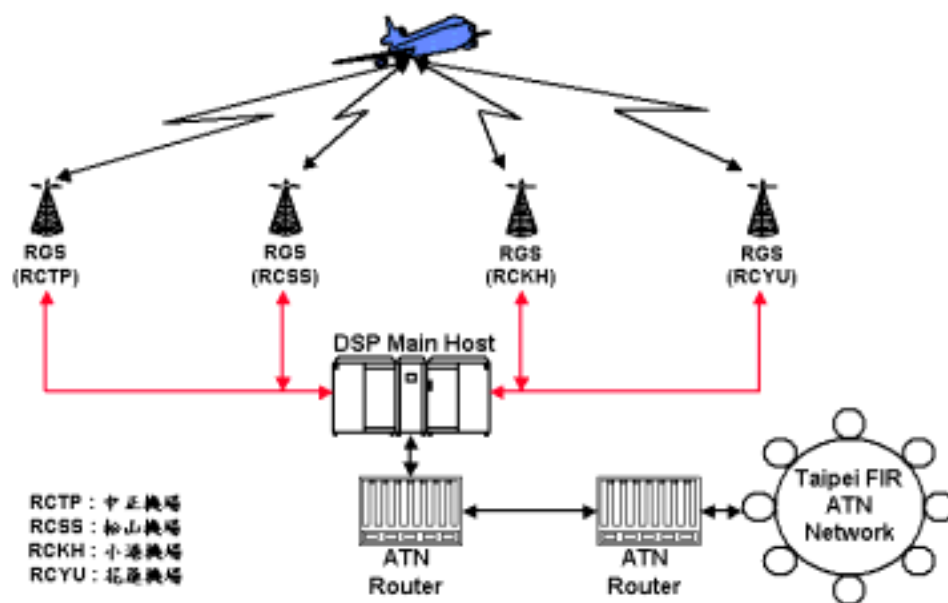 RGS
(RCTP)
RGS
(RCSS)
RGS
(RCKH)
RGS
(RCYU)
DSP Main Host
Taipei FIR
ATN
Network
ATN
Router
ATN
Router
RCTP : 中正機場
RCSS : 松山機場
RCKH : 小港機場
RCYU : 花蓮機場